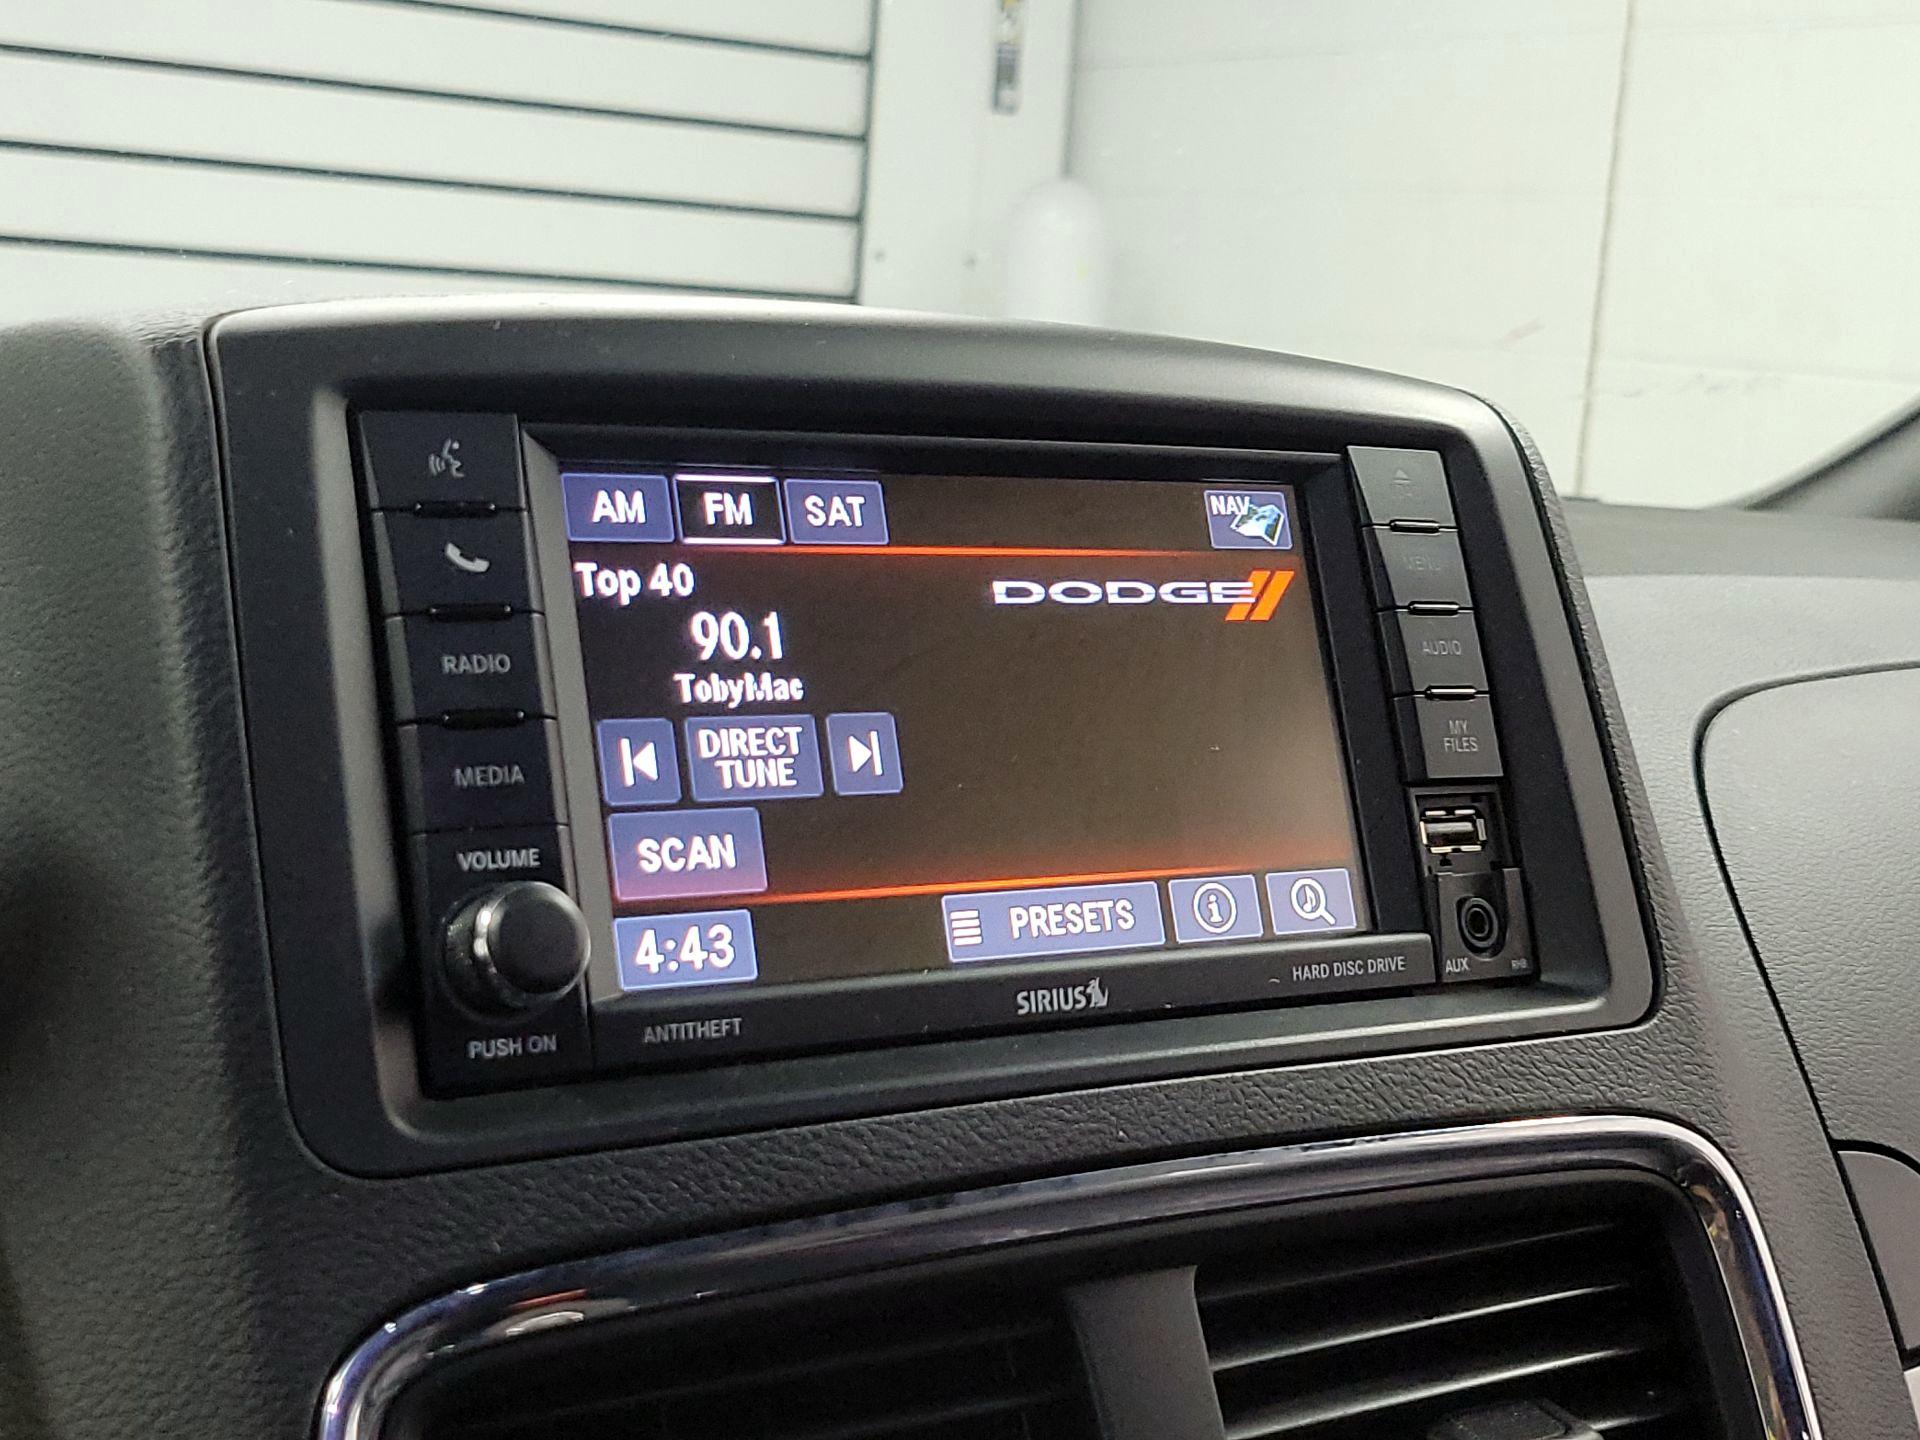 AM FM SAT NAV
Top 40
DODGE
90.1
TobyMac
DIRECT
TUNE
SCAN
4:43
PRESETS
RADIO
MEDIA
VOLUME
PUSH ON
MENU
AUDIO
MY
FILES
AUX
ANTITHEFT
SIRIUS
HARD DISC DRIVE